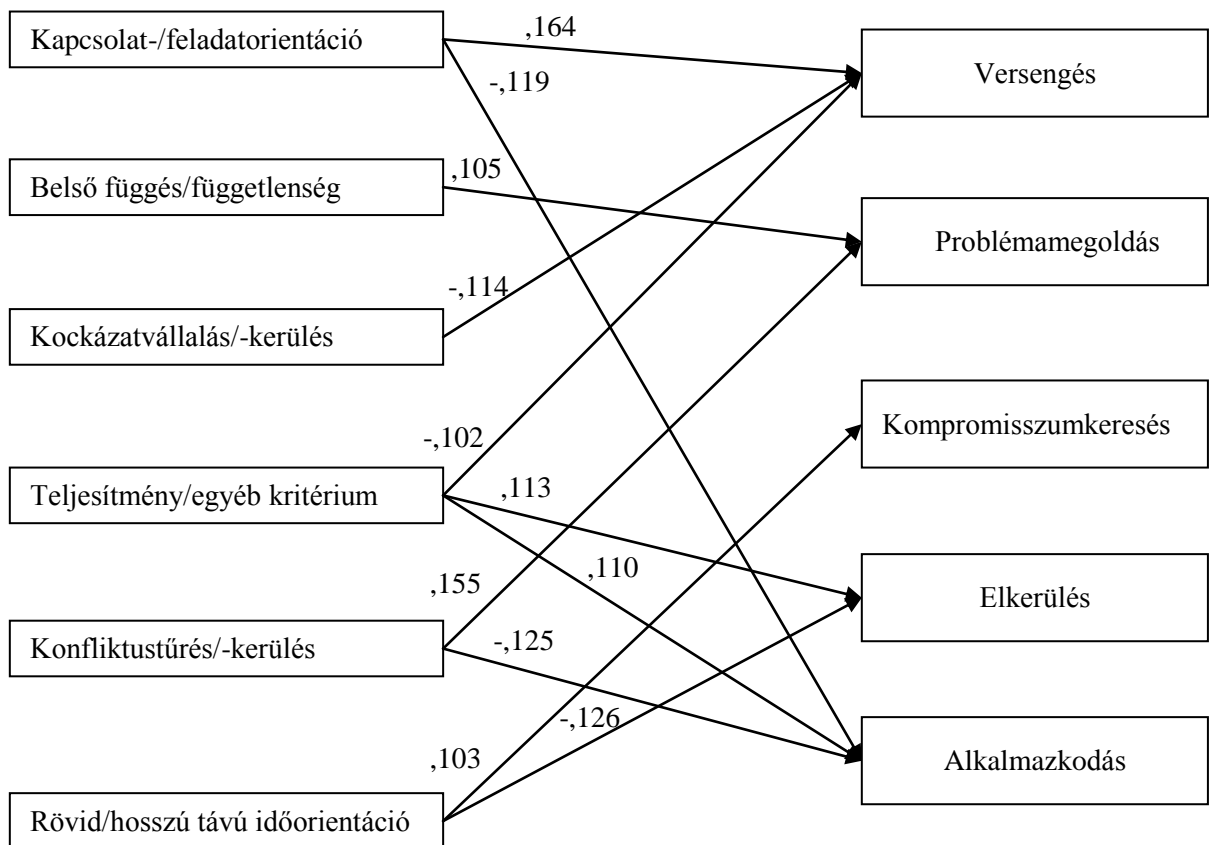 Kapcsolat-/feladatorientáció
,164
-,119
Versengés
Belső függés/függetlenség
,105
Problémamegoldás
Kockázatvállalás/-kerülés
-,114
Kompromisszumkeresés
Teljesítmény/egyéb kritérium
-,102
,113
,110
Elkerülés
Konfliktustűrés/-kerülés
,155
-,125
Alkalmazkodás
Rövid/hosszú távú időorientáció
,103
-,126